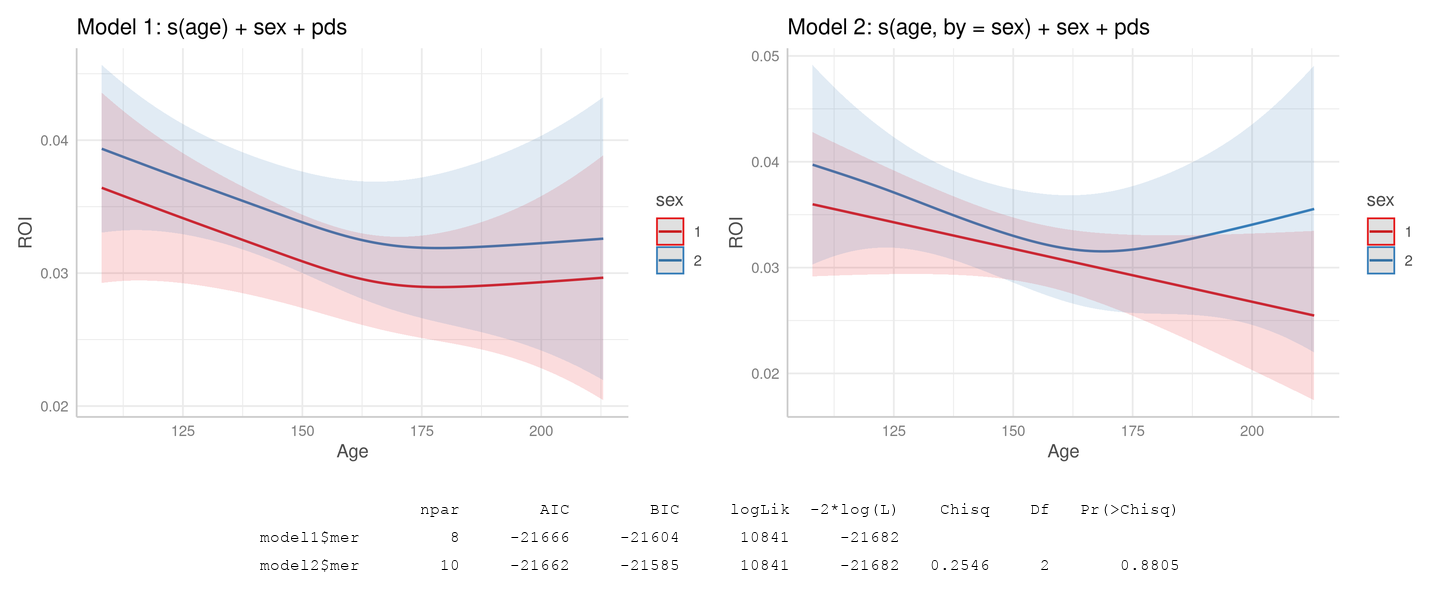 Model 1: s(age) + sex + pds
0.04
0.03
0.02
ROI
125 150 175 200
Age
sex
1
2
Model 2: s(age, by = sex) + sex + pds
0.05
0.04
0.03
0.02
ROI
125 150 175 200
Age
sex
1
2
npar AIC BIC logLik -2*log(L) Chisq Df Pr(>Chisq)
model1$mer 8 -21666 -21604 10841 -21682
model2$mer 10 -21662 -21585 10841 -21682 0.2546 2 0.8805